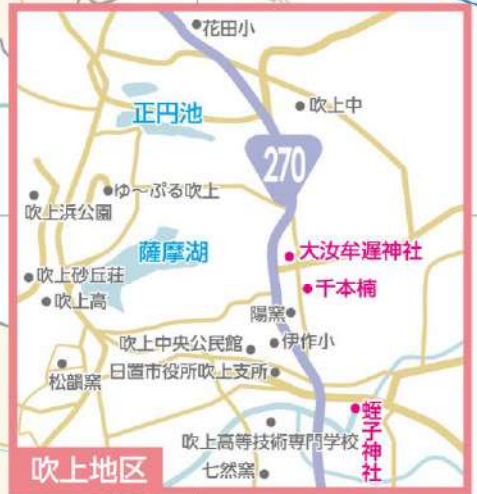 花田小
正円池
吹上中
270
ゆ〜ぷる吹上
吹上浜公園
大汝牟遅神社
薩摩湖
吹上砂丘荘
千本楠
吹上高
陽窯
吹上中央公民館
伊作小
日置市役所吹上支所
松韻窯
蛭子神社
吹上高等技術専門学校
七然窯
吹上地区